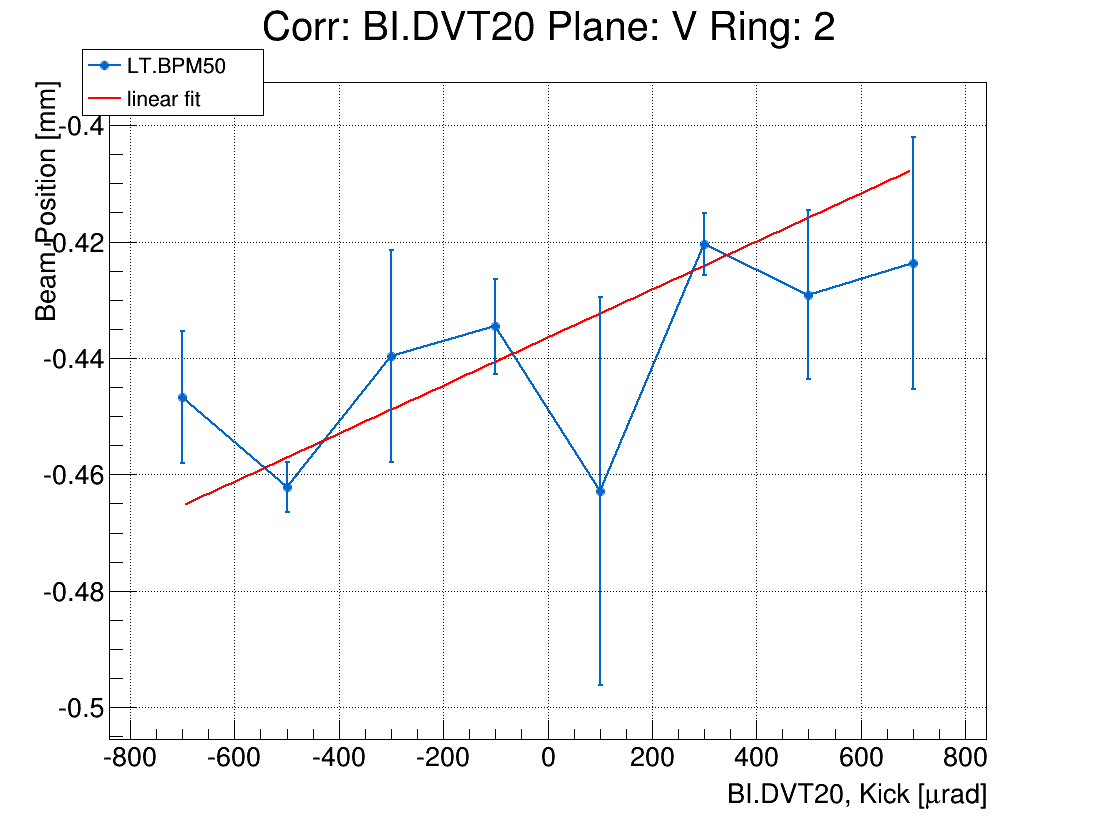 Corr: BI.DVT20 Plane: V Ring: 2
LT.BPM50
linear fit
Beam Position [mm]
-0.4
-0.42
-0.44
-0.46
-0.48
-0.5
-800 -600 -400 -200 0 200 400 600 800
BI.DVT20, Kick [μrad]